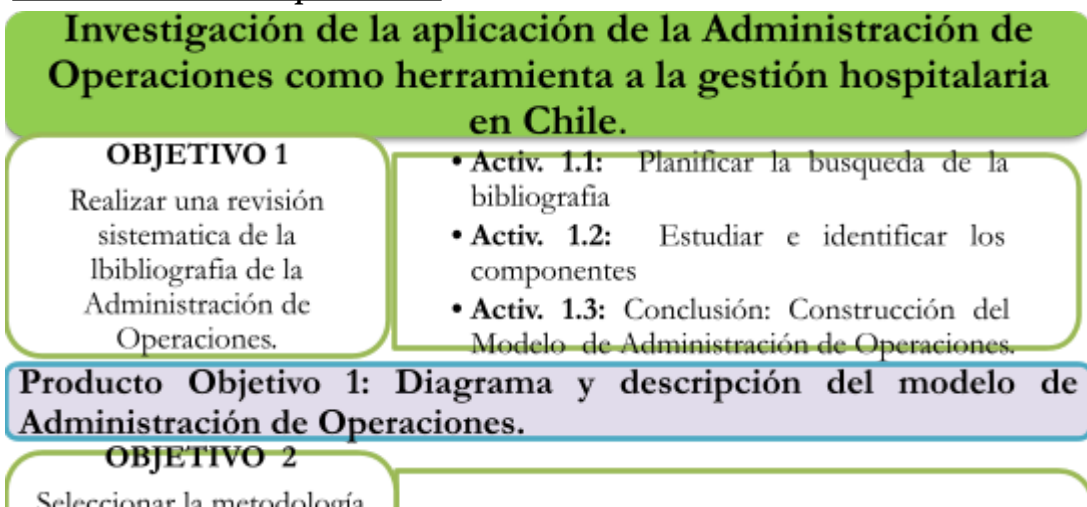 Investigación de la aplicación de la Administración de
Operaciones como herramienta a la gestión hospitalaria
en Chile.
OBJETIVO 1
Realizar una revisión
sistematica de la
lbibliografia de la
Administración de
Operaciones.
• Activ. 1.1: Planificar la busqueda de la
bibliografia
• Activ. 1.2: Estudiar e identificar los
componentes
• Activ. 1.3: Conclusión: Construcción del
Modelo de Administración de Operaciones.
Producto Objetivo 1: Diagrama y descripción del modelo de
Administración de Operaciones.
OBJETIVO 2
Seleccionar la metodología